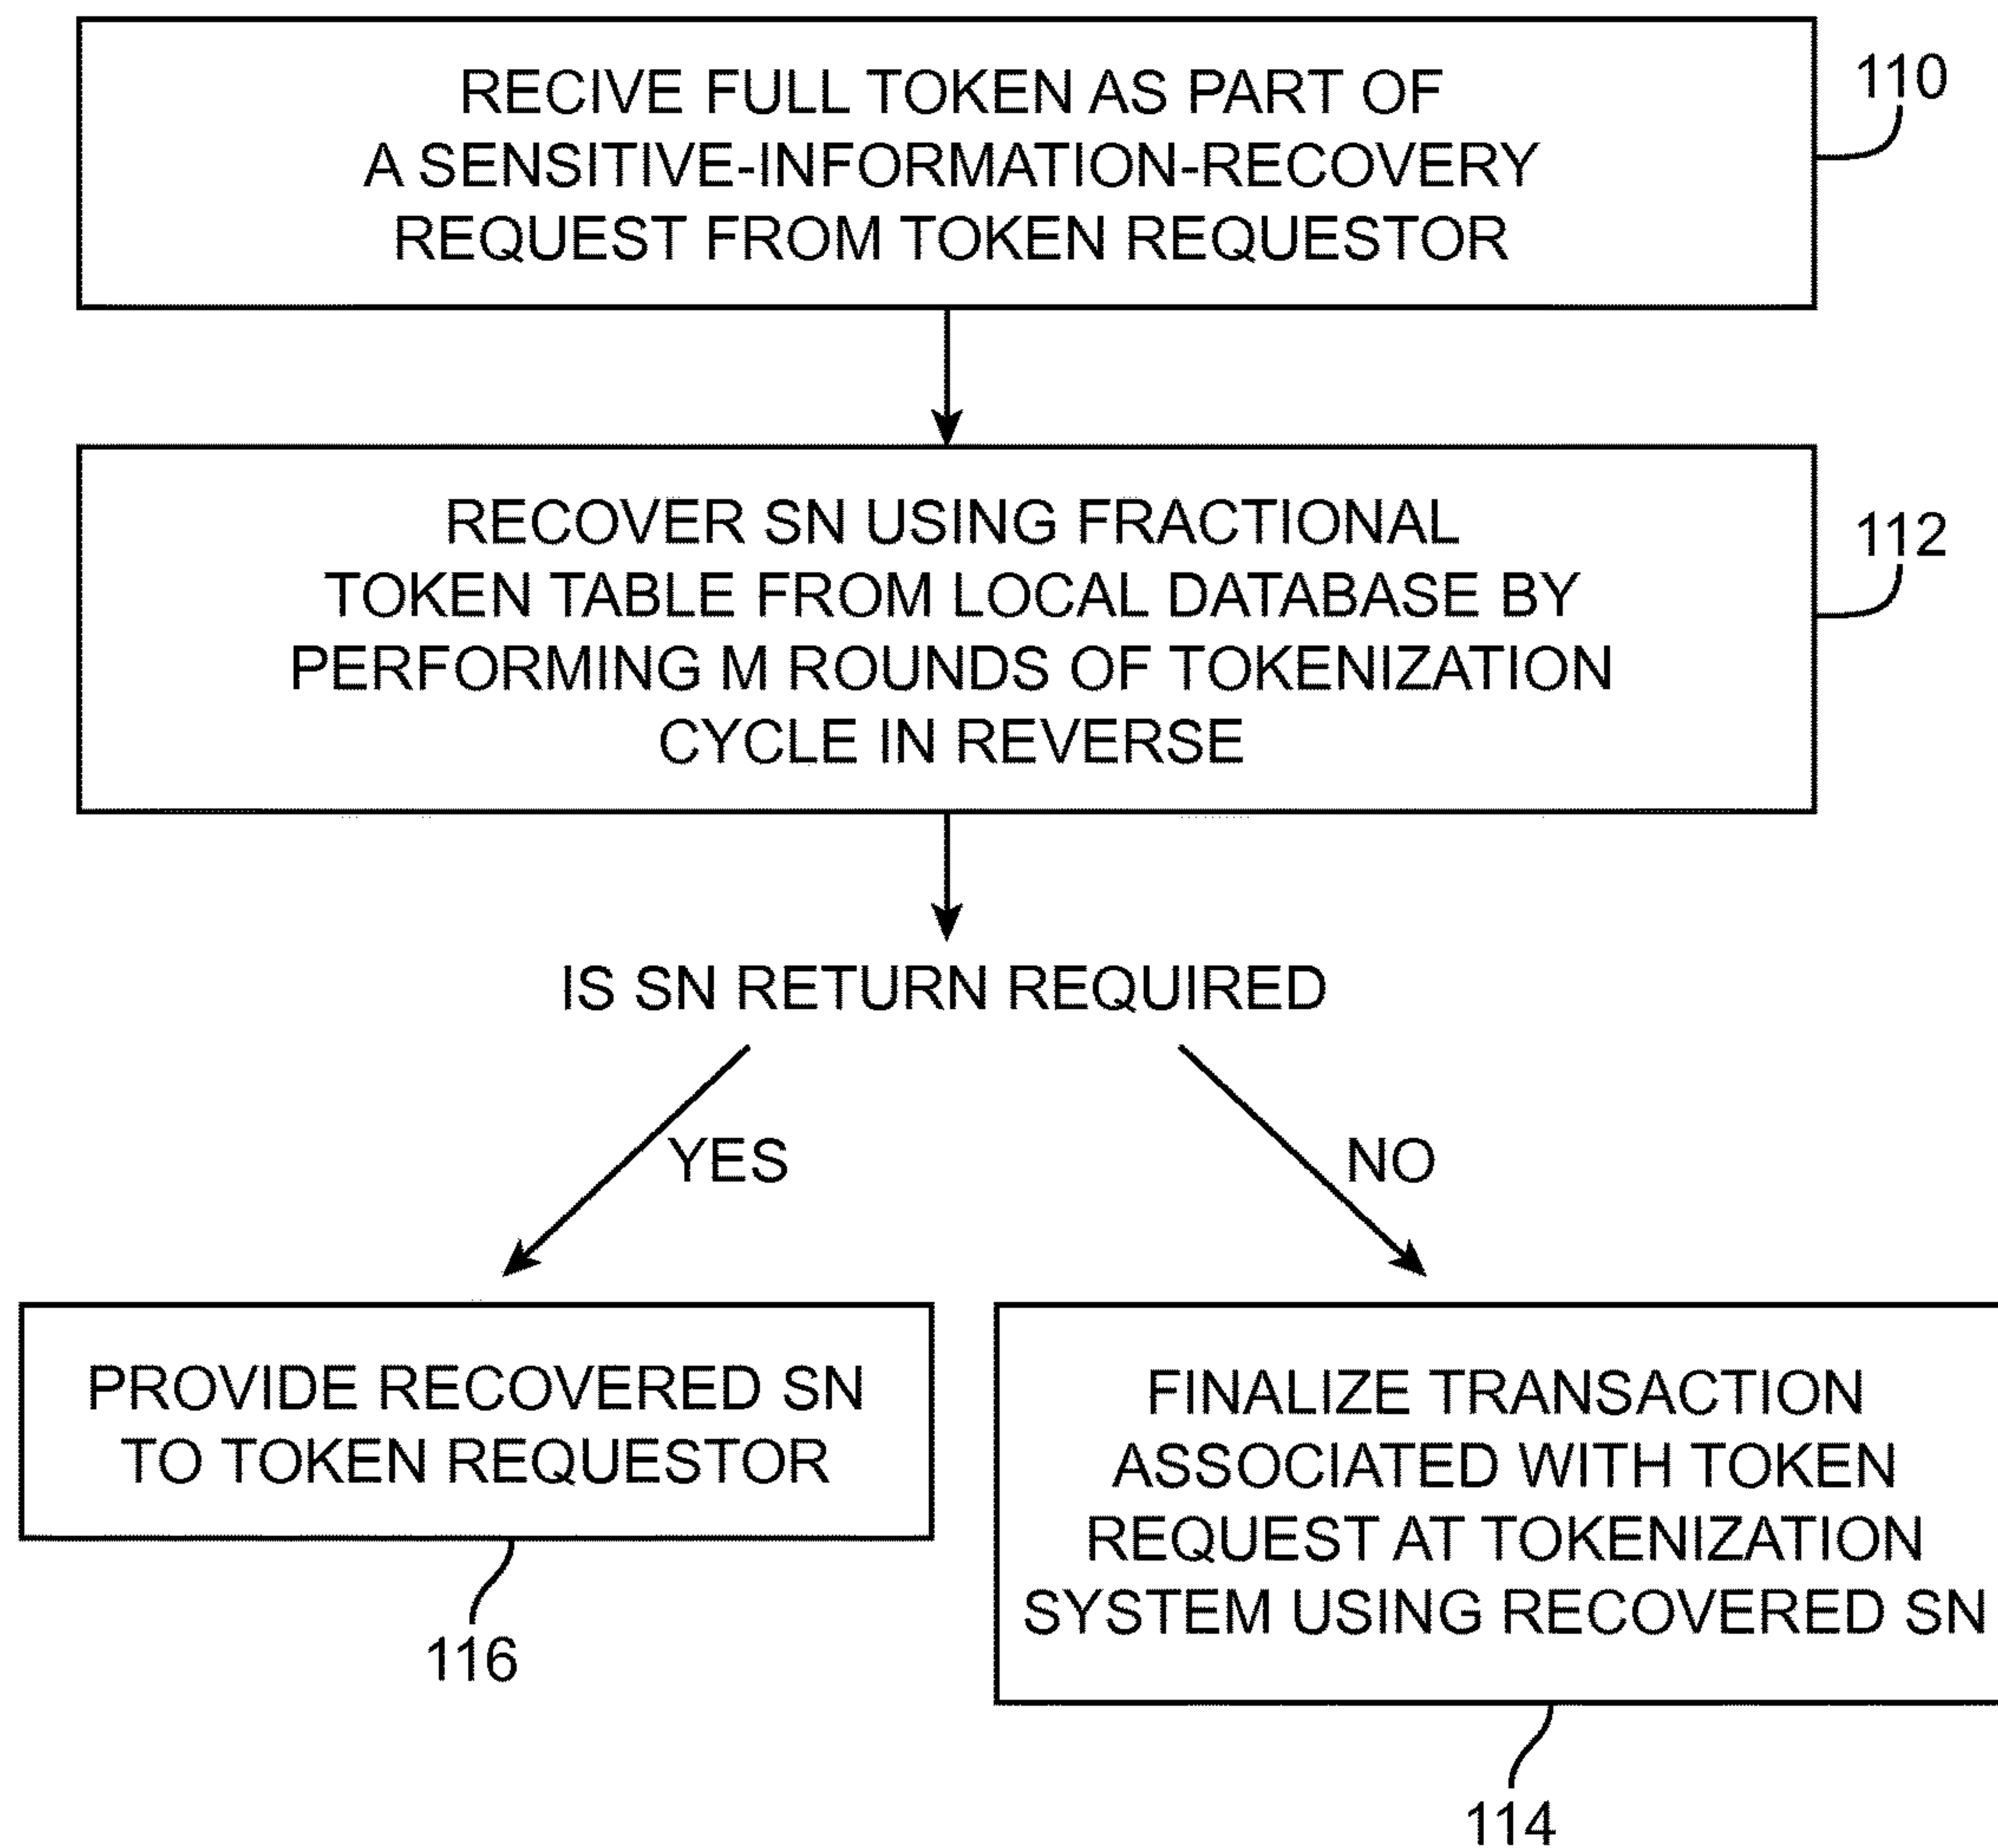 RECIVE FULL TOKEN AS PART OF
A SENSITIVE-INFORMATION-RECOVERY
REQUEST FROM TOKEN REQUESTOR
110
RECOVER SN USING FRACTIONAL
TOKEN TABLE FROM LOCAL DATABASE BY
PERFORMING M ROUNDS OF TOKENIZATION
CYCLE IN REVERSE
112
IS SN RETURN REQUIRED
YES
NO
PROVIDE RECOVERED SN
TO TOKEN REQUESTOR
116
FINALIZE TRANSACTION
ASSOCIATED WITH TOKEN
REQUEST AT TOKENIZATION
SYSTEM USING RECOVERED SN
114